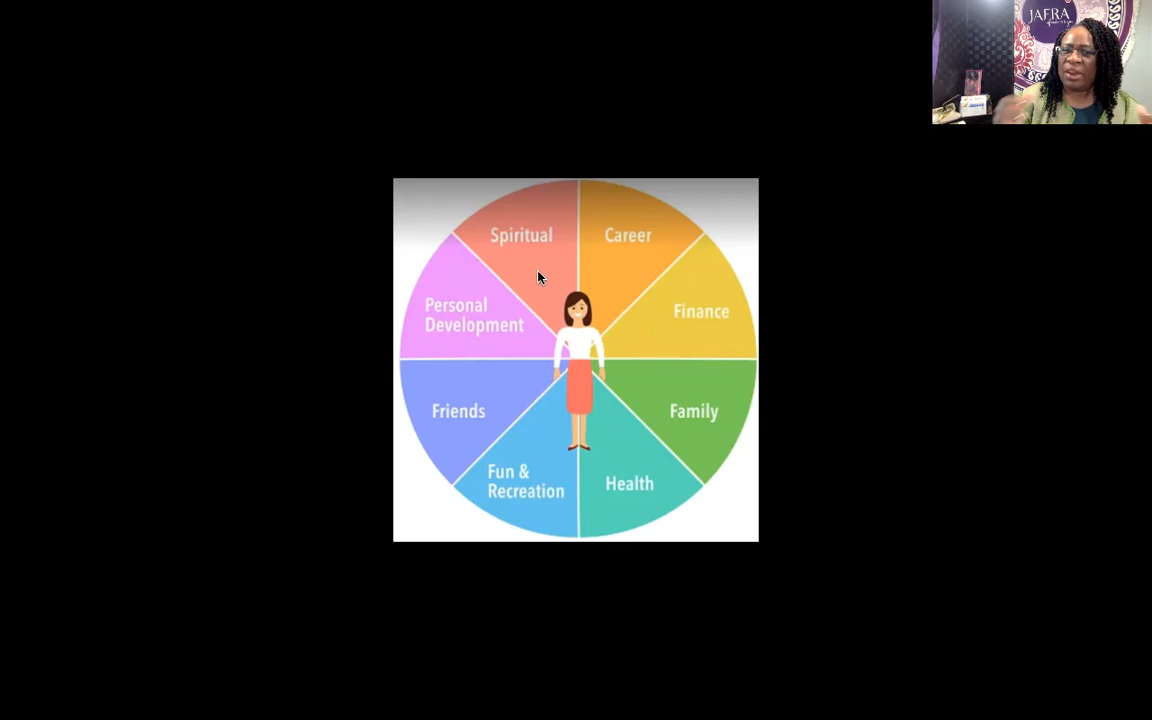 JAFRA
Spiritual
Career
Personal
Development
Finance
Friends
Family
Fun &
Recreation
Health